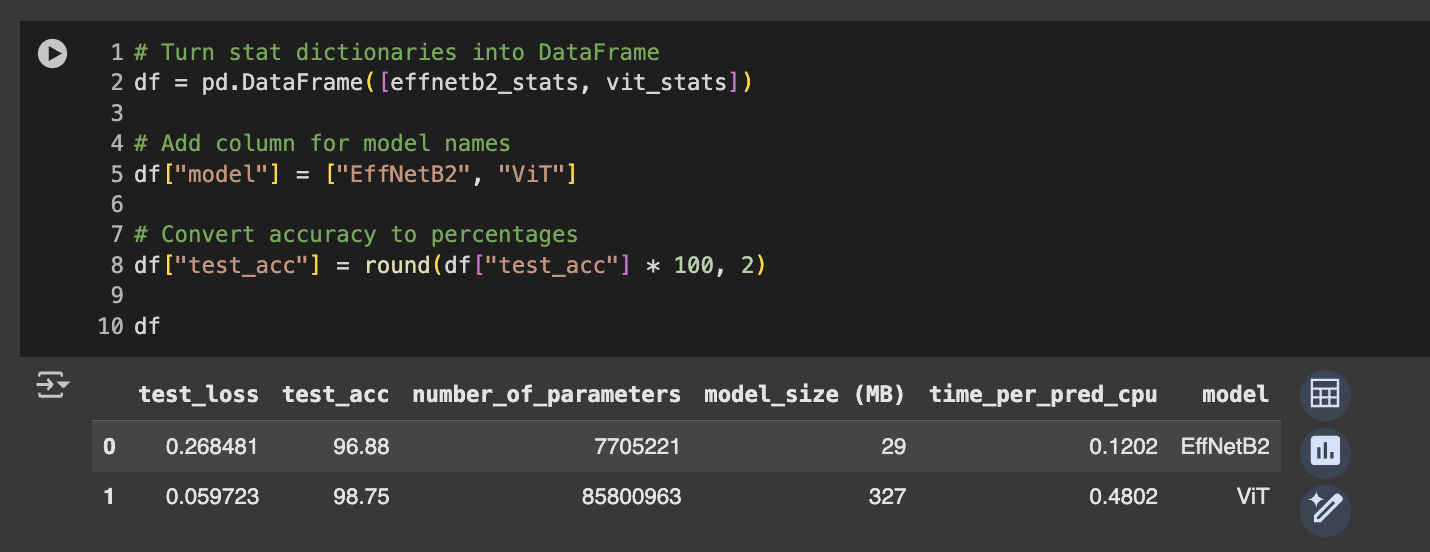 1 # Turn stat dictionaries into DataFrame
2 df = pd.DataFrame([effnetb2_stats, vit_stats])
3
4 # Add column for model names
5 df["model"] = ["EffNetB2", "ViT"]
6
7 # Convert accuracy to percentages
8 df["test_acc"] = round(df["test_acc"] * 100, 2)
9
10 df
test_loss test_acc number_of_parameters model_size (MB) time_per_pred_cpu model
0 0.268481 96.88 7705221 29 0.1202 EffNetB2
1 0.059723 98.75 85800963 327 0.4802 ViT